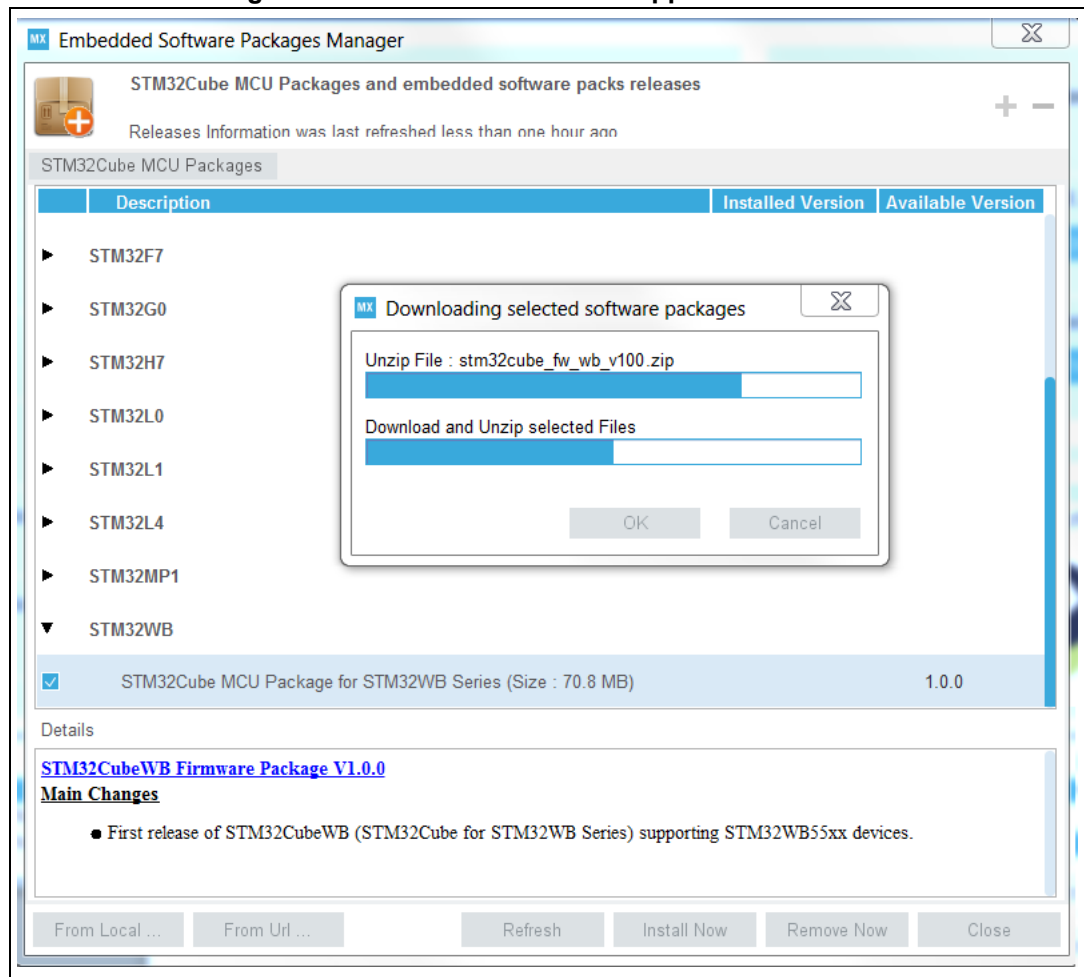 MX Embedded Software Packages Manager
STM32Cube MCU Packages and embedded software packs releases
Releases Information was last refreshed less than one hour ago
STM32Cube MCU Packages
Description Installed Version Available Version
STM32F7
STM32G0
MX Downloading selected software packages
STM32H7
Unzip File : stm32cube_fw_wb_v100.zip
STM32L0
Download and Unzip selected Files
STM32L1
STM32L4
OK Cancel
STM32MP1
STM32WB
STM32Cube MCU Package for STM32WB Series (Size : 70.8 MB) 1.0.0
Details
STM32CubeWB Firmware Package V1.0.0
Main Changes
● First release of STM32CubeWB (STM32Cube for STM32WB Series) supporting STM32WB55xx devices.
From Local ... From Url ... Refresh Install Now Remove Now Close